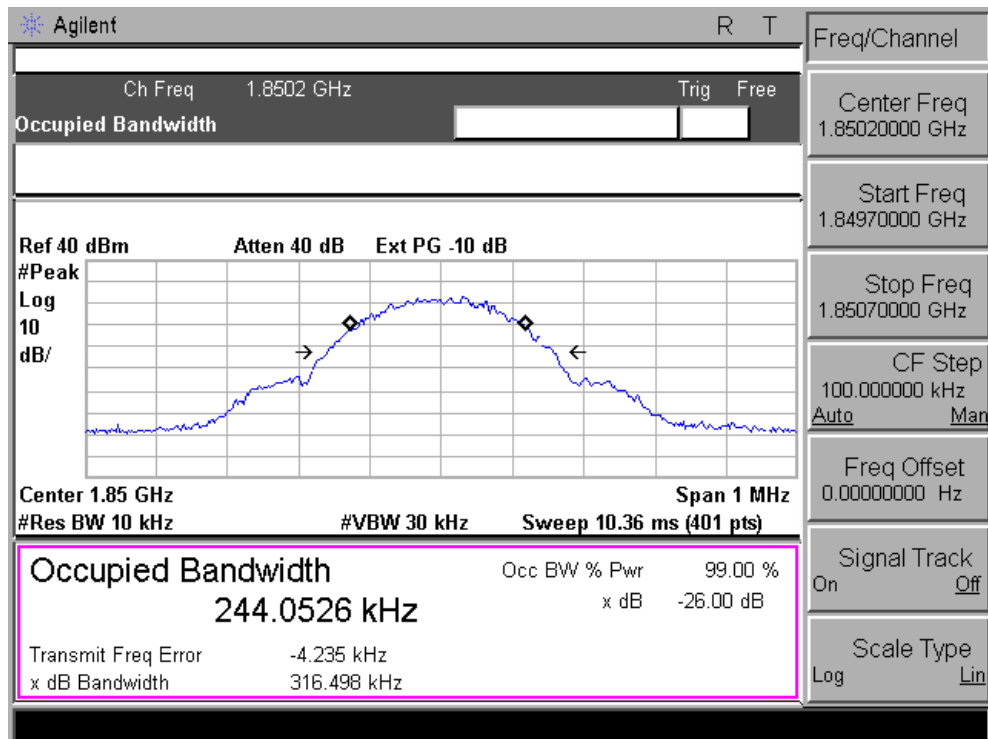 Agilent R T
Ch Freq 1.8502 GHz Trig Free
Occupied Bandwidth
Ref 40 dBm Atten 40 dB Ext PG -10 dB
#Peak
Log
10
dB/
Center 1.85 GHz Span 1 MHz
#Res BW 10 kHz #VBW 30 kHz Sweep 10.36 ms (401 pts)
Occupied Bandwidth Occ BW % Pwr 99.00 %
244.0526 kHz x dB -26.00 dB
Transmit Freq Error -4.235 kHz
x dB Bandwidth 316.498 kHz
Freq/Channel
Center Freq
1.85020000 GHz
Start Freq
1.84970000 GHz
Stop Freq
1.85070000 GHz
CF Step
100.000000 kHz
Auto Man
Freq Offset
0.00000000 Hz
Signal Track
On Off
Scale Type
Log Lin